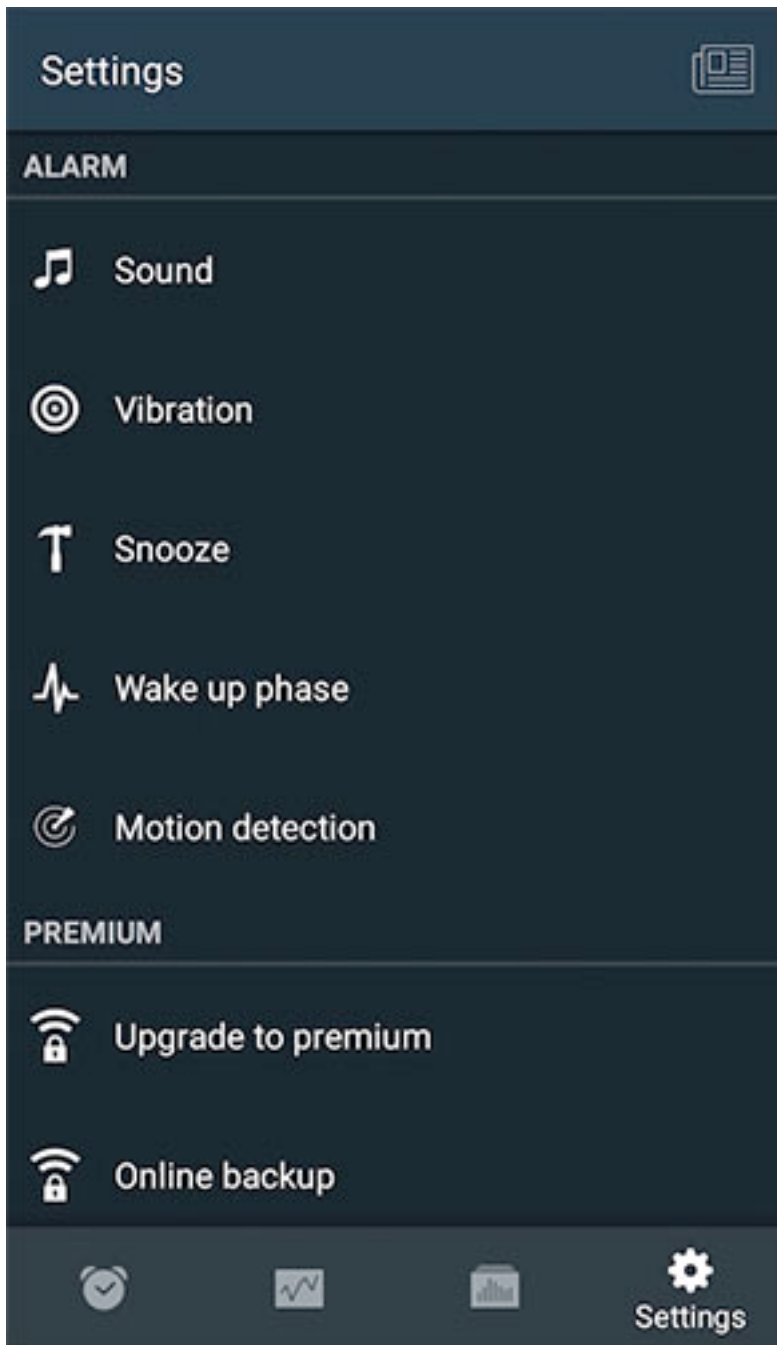 Settings
ALARM
Sound
Vibration
Snooze
Wake up phase
Motion detection
PREMIUM
Upgrade to premium
Online backup
Settings